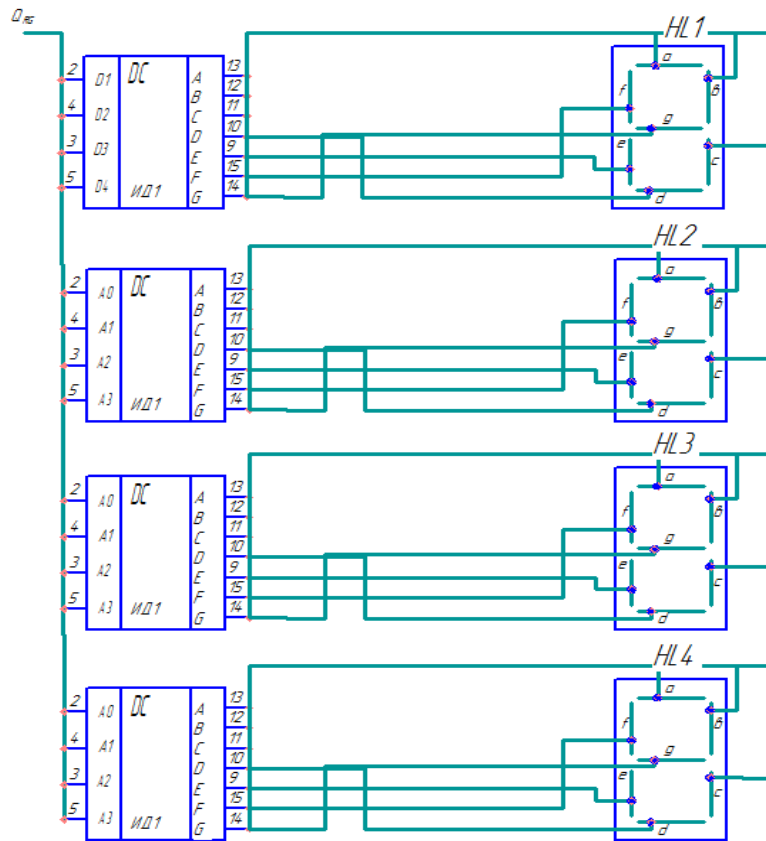 Q RG
HL1
2 D1 DC A 13
B 12
4 D2 C 11
D 10
3 D3 E 9
F 15
5 D4 ИД1 G 14
a
f в
g
e c
d
HL2
2 A0 DC A 13
B 12
4 A1 C 11
D 10
3 A2 E 9
F 15
5 A3 ИД1 G 14
a
f в
g
e c
d
HL3
2 A0 DC A 13
B 12
4 A1 C 11
D 10
3 A2 E 9
F 15
5 A3 ИД1 G 14
a
f в
g
e c
d
HL4
2 A0 DC A 13
B 12
4 A1 C 11
D 10
3 A2 E 9
F 15
5 A3 ИД1 G 14
a
f в
g
e c
d